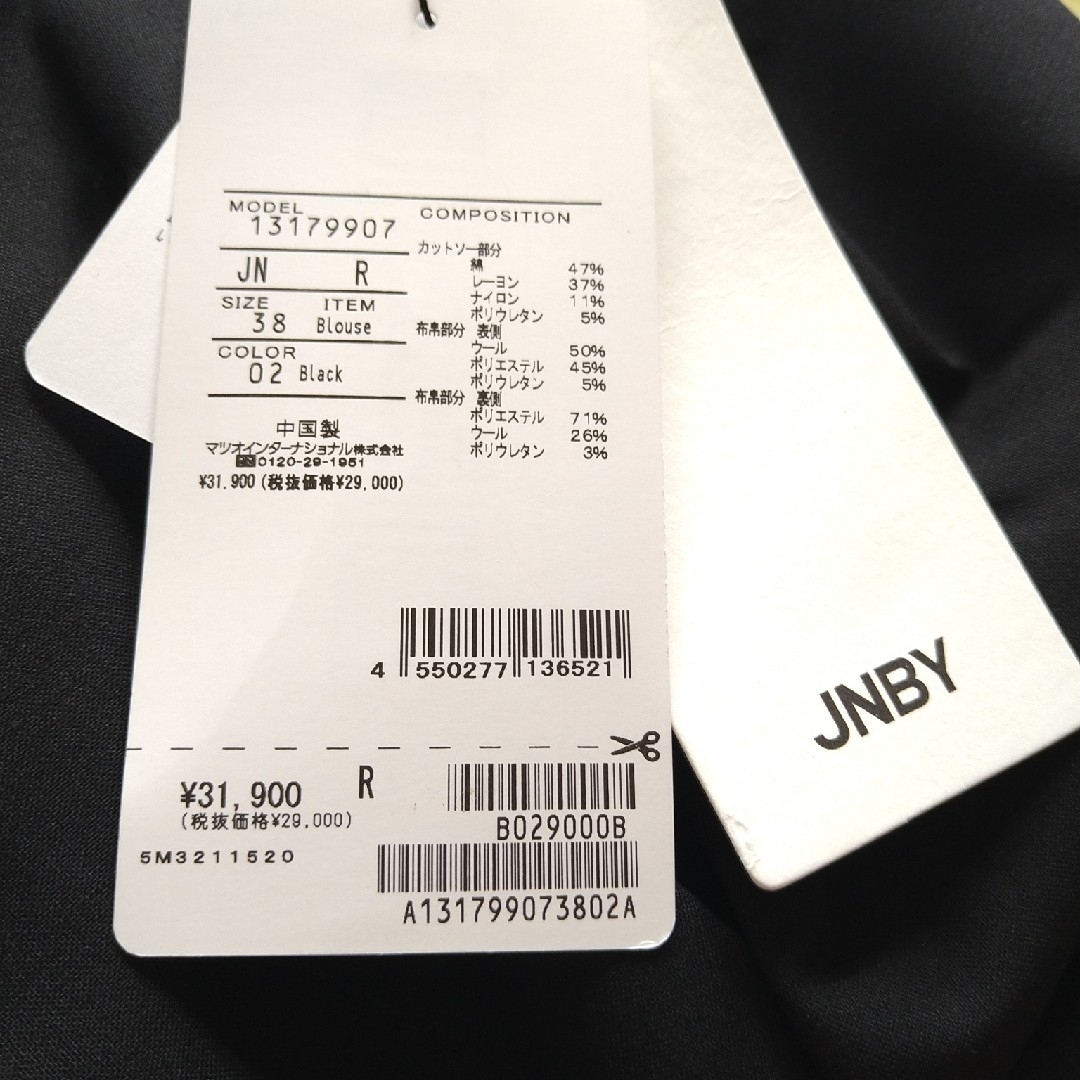 MODEL
13179907
JN R
SIZE ITEM
38 Blouse
COLOR
02 Black
中国製
マツオインターナショナル株式会社
0120-29-1951
¥31,900 (税抜価格¥29,000)
COMPOSITION
カットソー部分
綿 47%
レーヨン 37%
ナイロン 11%
ポリウレタン 5%
布帛部分 表側
ウール 50%
ポリエステル 45%
ポリウレタン 5%
布帛部分 裏側
ポリエステル 71%
ウール 26%
ポリウレタン 3%
4 550277 136521
¥31,900 R
(税抜価格¥29,000)
B029000B
5M3211520
A131799073802A
JNBY